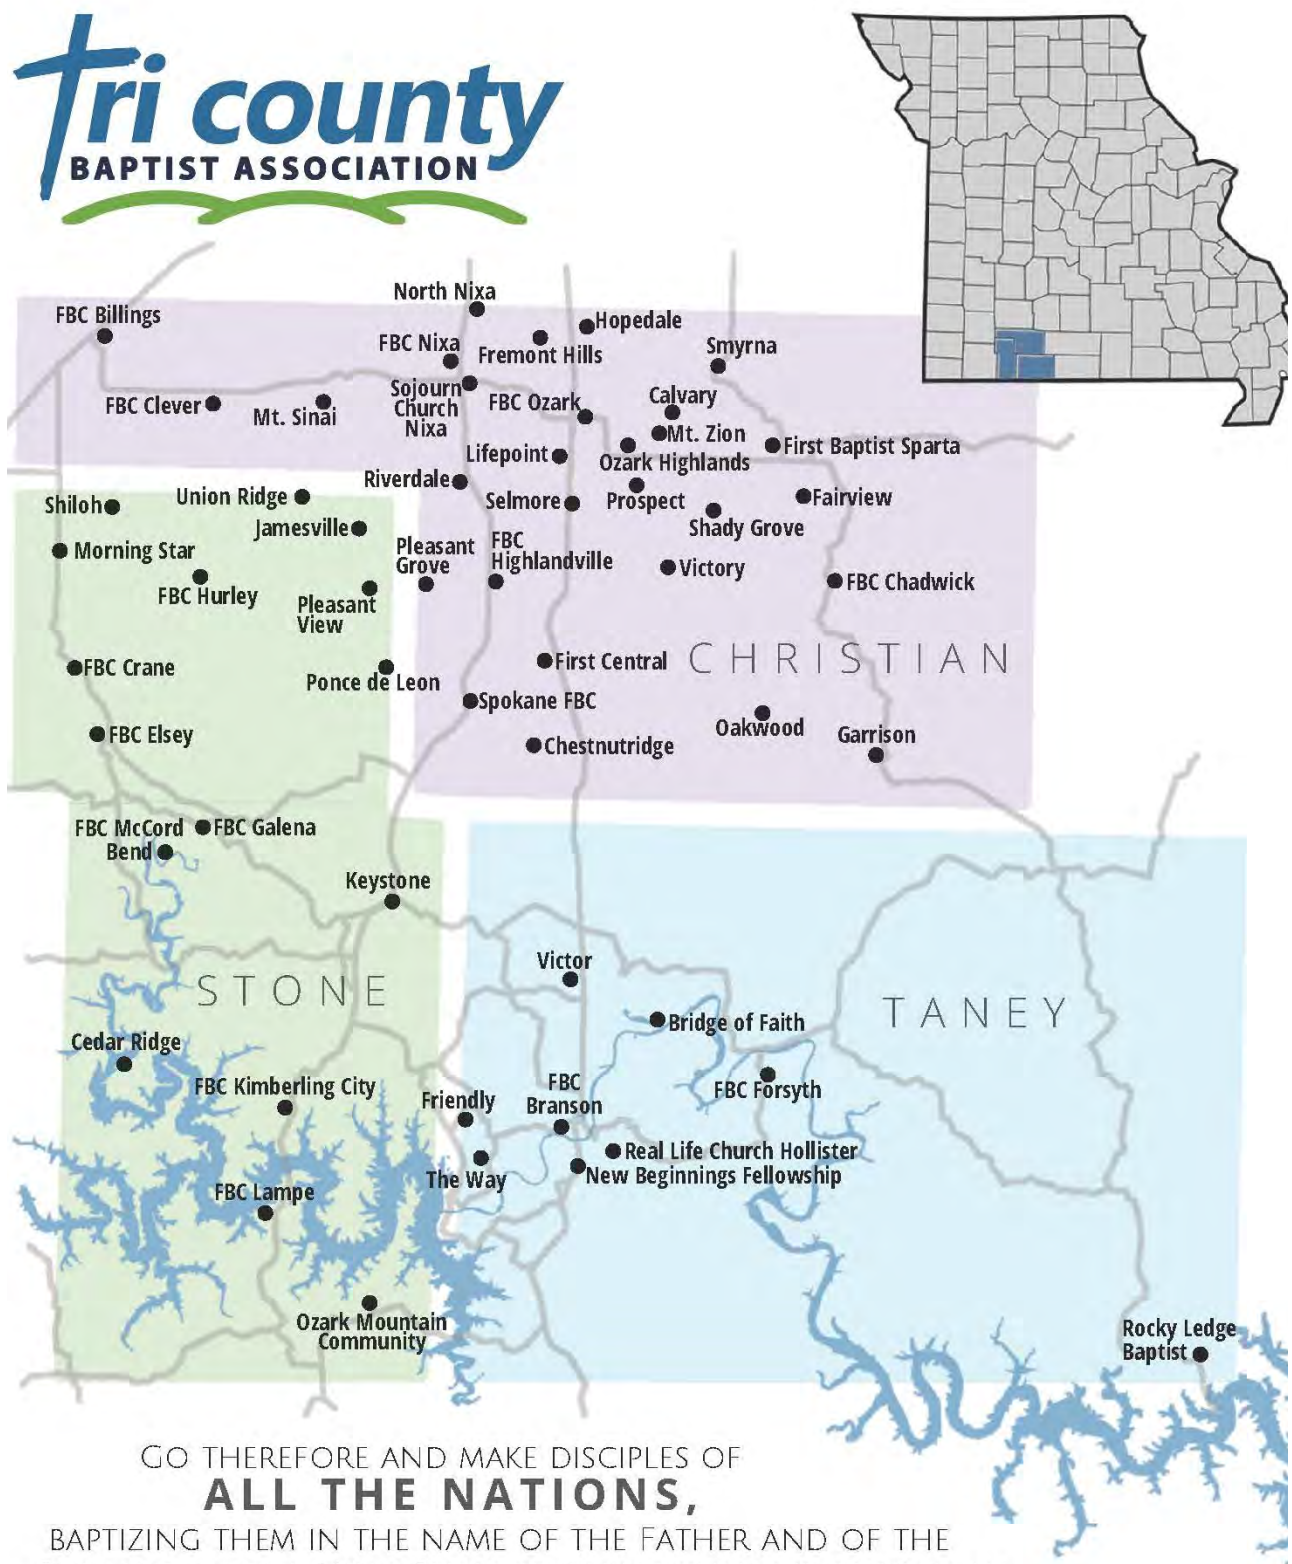 tri county
BAPTIST ASSOCIATION
North Nixa
FBC Billings
Hopedale
FBC Nixa
Fremont Hills
Smyrna
Sojourn
Church
Nixa
FBC Clever
Mt. Sinai
FBC Ozark
Calvary
Mt. Zion
First Baptist Sparta
Lifepoint
Ozark Highlands
Riverdale
Shiloh
Union Ridge
Selmore
Prospect
Fairview
Jamesville
Shady Grove
Morning Star
Pleasant
Grove
FBC
Highlandville
Victory
FBC Chadwick
FBC Hurley
Pleasant
View
FBC Crane
Ponce de Leon
First Central
CHRISTIAN
Spokane FBC
Oakwood
FBC Elsey
Chestnutridge
Garrison
FBC McCord
Bend
FBC Galena
Keystone
Victor
STONE
TANEY
Bridge of Faith
Cedar Ridge
FBC Kimberling City
Friendly
FBC
Branson
FBC Forsyth
Real Life Church Hollister
The Way
New Beginnings Fellowship
FBC Lampe
Ozark Mountain
Community
Rocky Ledge
Baptist
GO THEREFORE AND MAKE DISCIPLES OF
ALL THE NATIONS,
BAPTIZING THEM IN THE NAME OF THE FATHER AND OF THE